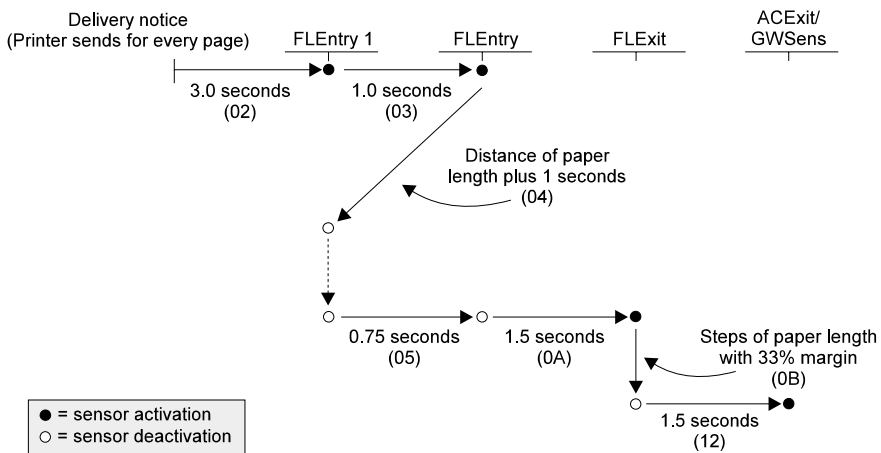 Delivery notice
(Printer sends for every page)
FLEntry 1
FLEntry
FLExit
ACExit/
GWSens
3.0 seconds
(02)
1.0 seconds
(03)
Distance of paper
length plus 1 seconds
(04)
0.75 seconds
(05)
1.5 seconds
(0A)
Steps of paper length
with 33% margin
(0B)
1.5 seconds
(12)
= sensor activation
= sensor deactivation